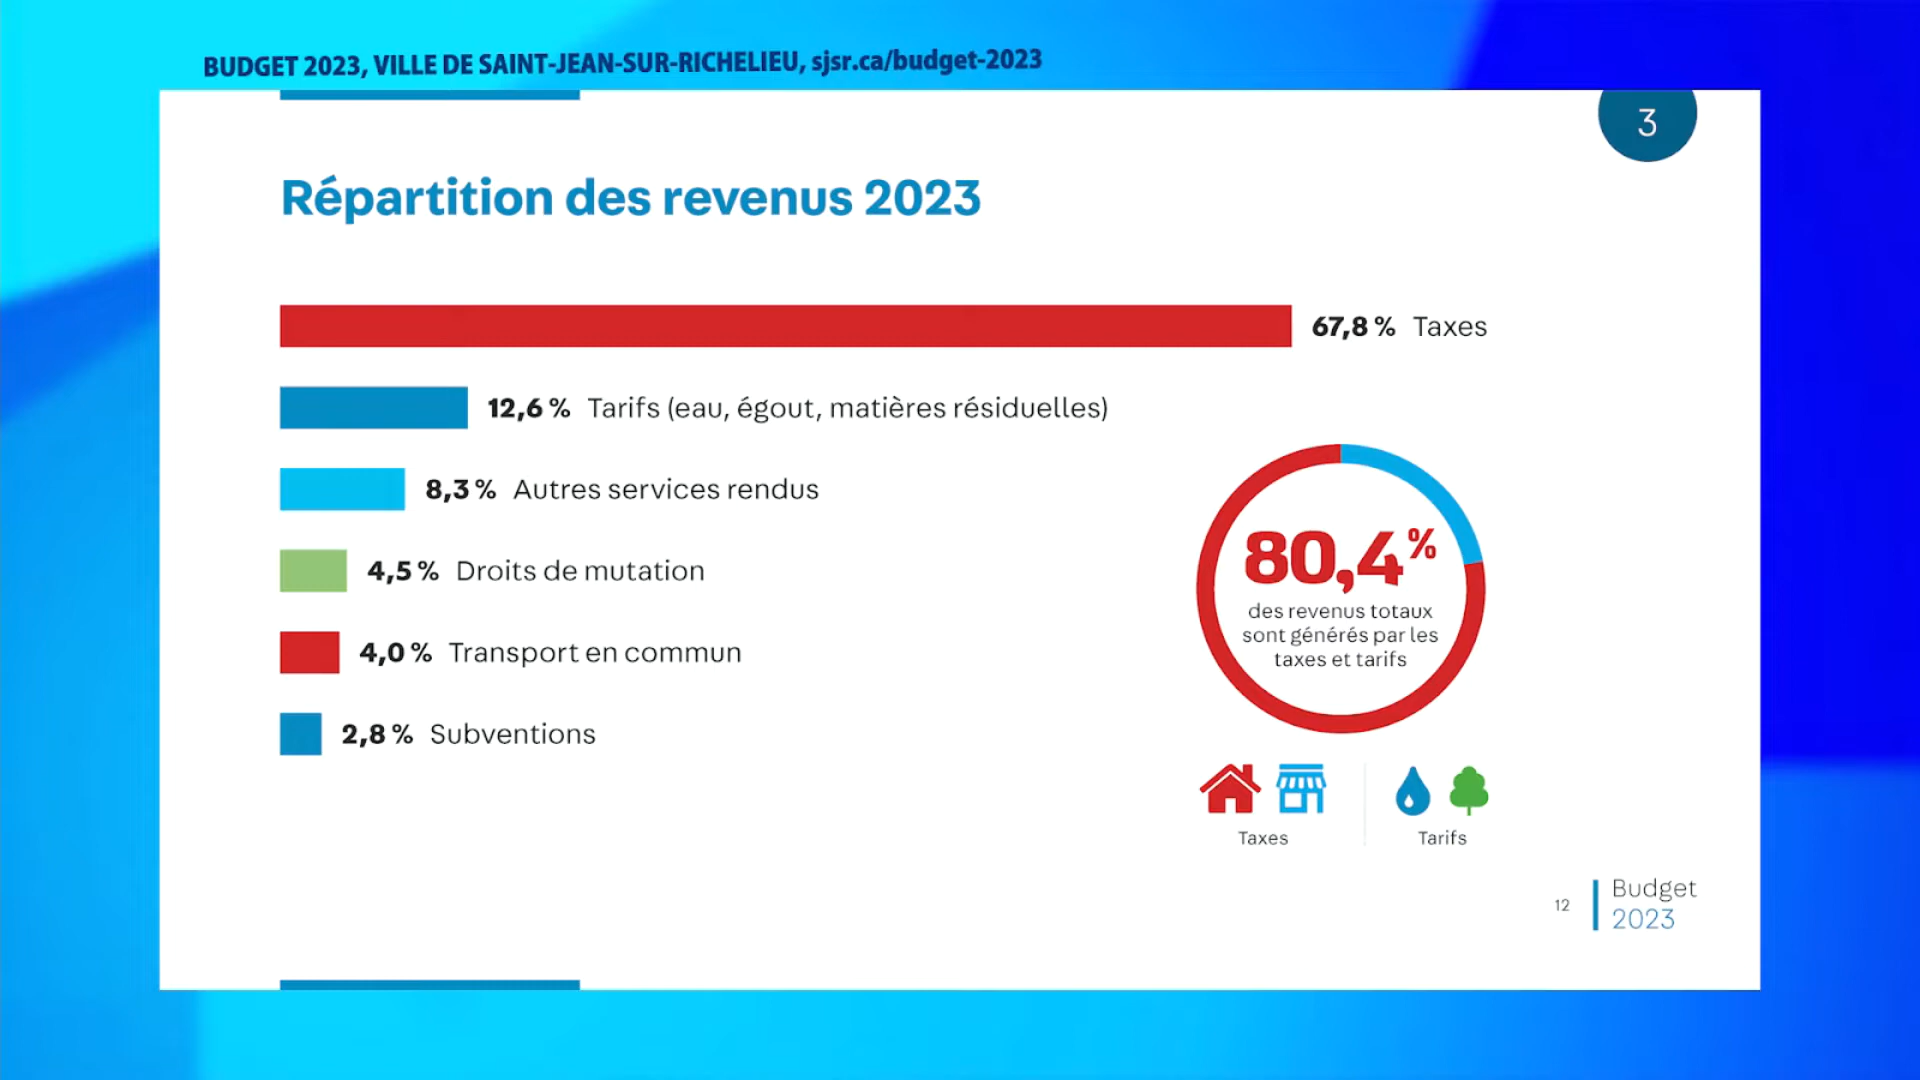 BUDGET 2023, VILLE DE SAINT-JEAN-SUR-RICHELIEU, sjsr.ca/budget-2023
3
Répartition des revenus 2023
67,8 % Taxes
12,6 % Tarifs (eau, égout, matières résiduelles)
8,3 % Autres services rendus
4,5 % Droits de mutation
4,0 % Transport en commun
2,8 % Subventions
80,4 %
des revenus totaux
sont générés par les
taxes et tarifs
Taxes
Tarifs
12
Budget
2023